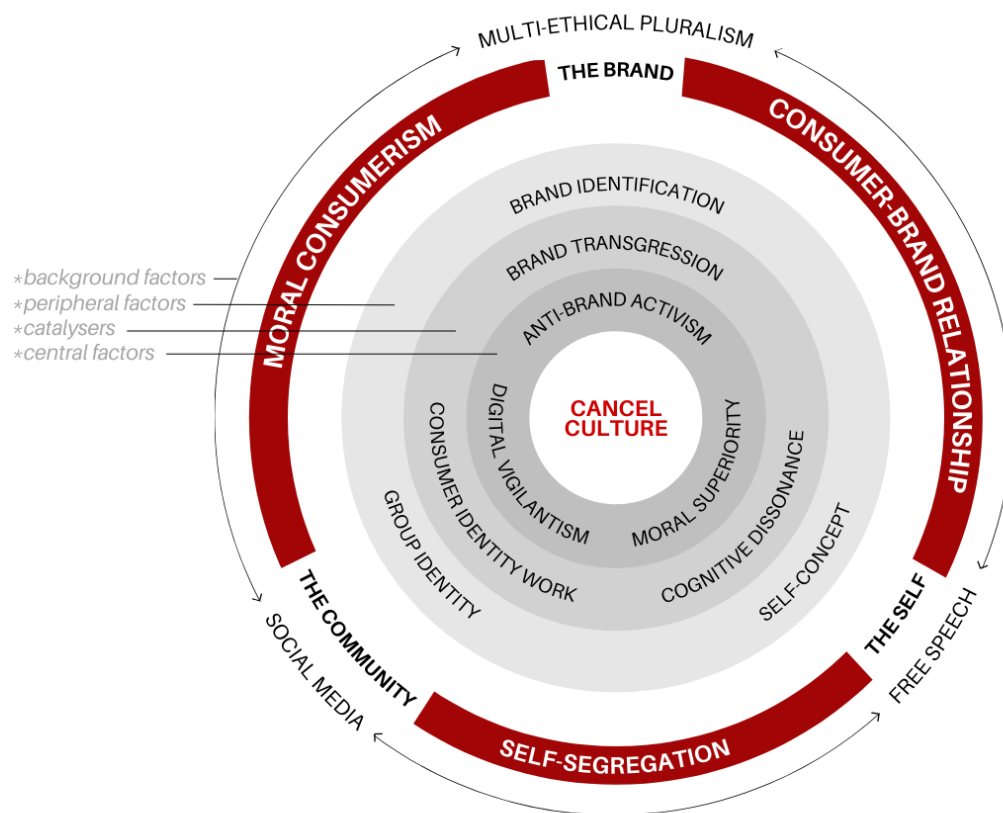 MULTI-ETHICAL PLURALISM
THE BRAND
MORAL CONSUMERISM
CONSUMER-BRAND RELATIONSHIP
BRAND IDENTIFICATION
BRAND TRANSGRESSION
ANTI-BRAND ACTIVISM
*background factors
*peripheral factors
*catalysers
*central factors
CANCEL
CULTURE
DIGITAL VIGILANTISM
MORAL SUPERIORITY
CONSUMER IDENTITY WORK
COGNITIVE DISSONANCE
GROUP IDENTITY
SELF-CONCEPT
THE COMMUNITY
THE SELF
SOCIAL MEDIA
FREE SPEECH
SELF-SEGREGATION